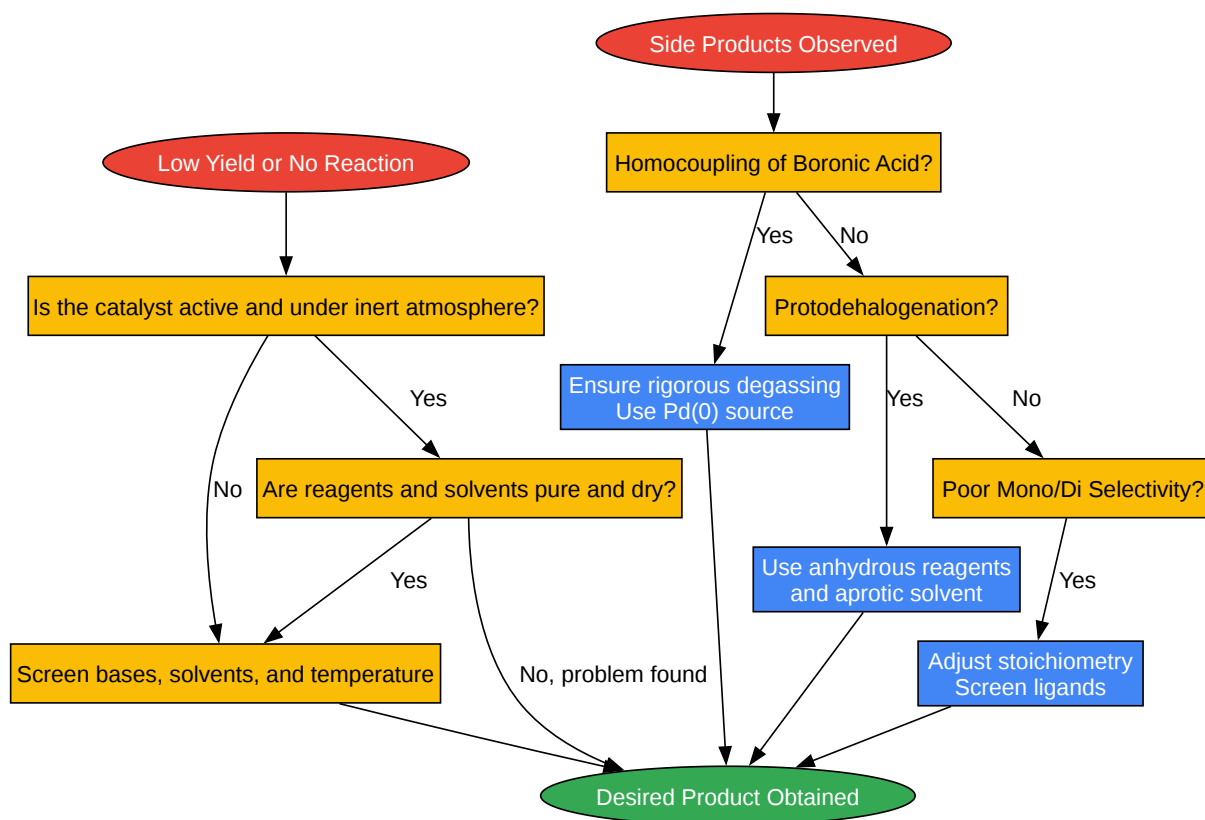 Side Products Observed
Low Yield or No Reaction
Homocoupling of Boronic Acid?
Yes
No
Is the catalyst active and under inert atmosphere?
Protodehalogenation?
Ensure rigorous degassing
Use Pd(0) source
Yes
Yes
No
No
Are reagents and solvents pure and dry?
Poor Mono/Di Selectivity?
Use anhydrous reagents
and aprotic solvent
Yes
Yes
Screen bases, solvents, and temperature
No, problem found
Adjust stoichiometry
Screen ligands
Desired Product Obtained